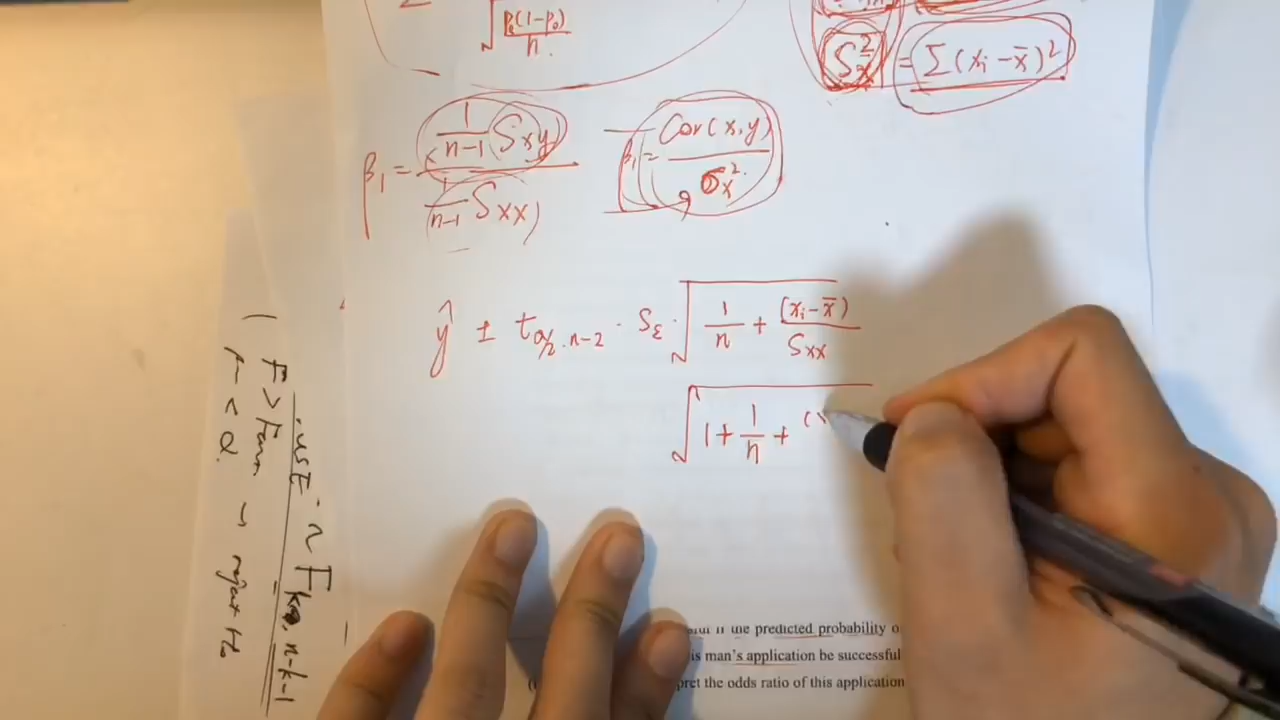 √(p₀(1-p₀)/n)
S²ₓ = Σ(xᵢ-x̄)²
β₁ = (1/(n-1) Sxy)/(1/(n-1) Sxx)
β₁ = Cov(x,y)/σₓ²
ŷ ± t α/2 . n-2 · Sε · √(1/n + (xᵢ-x̄)/Sxx)
√(1 + 1/n + (x
~ F k, n-k-1
F >
< α → reject H₀
if the predicted probability o
is man's application be successful
pret the odds ratio of this application